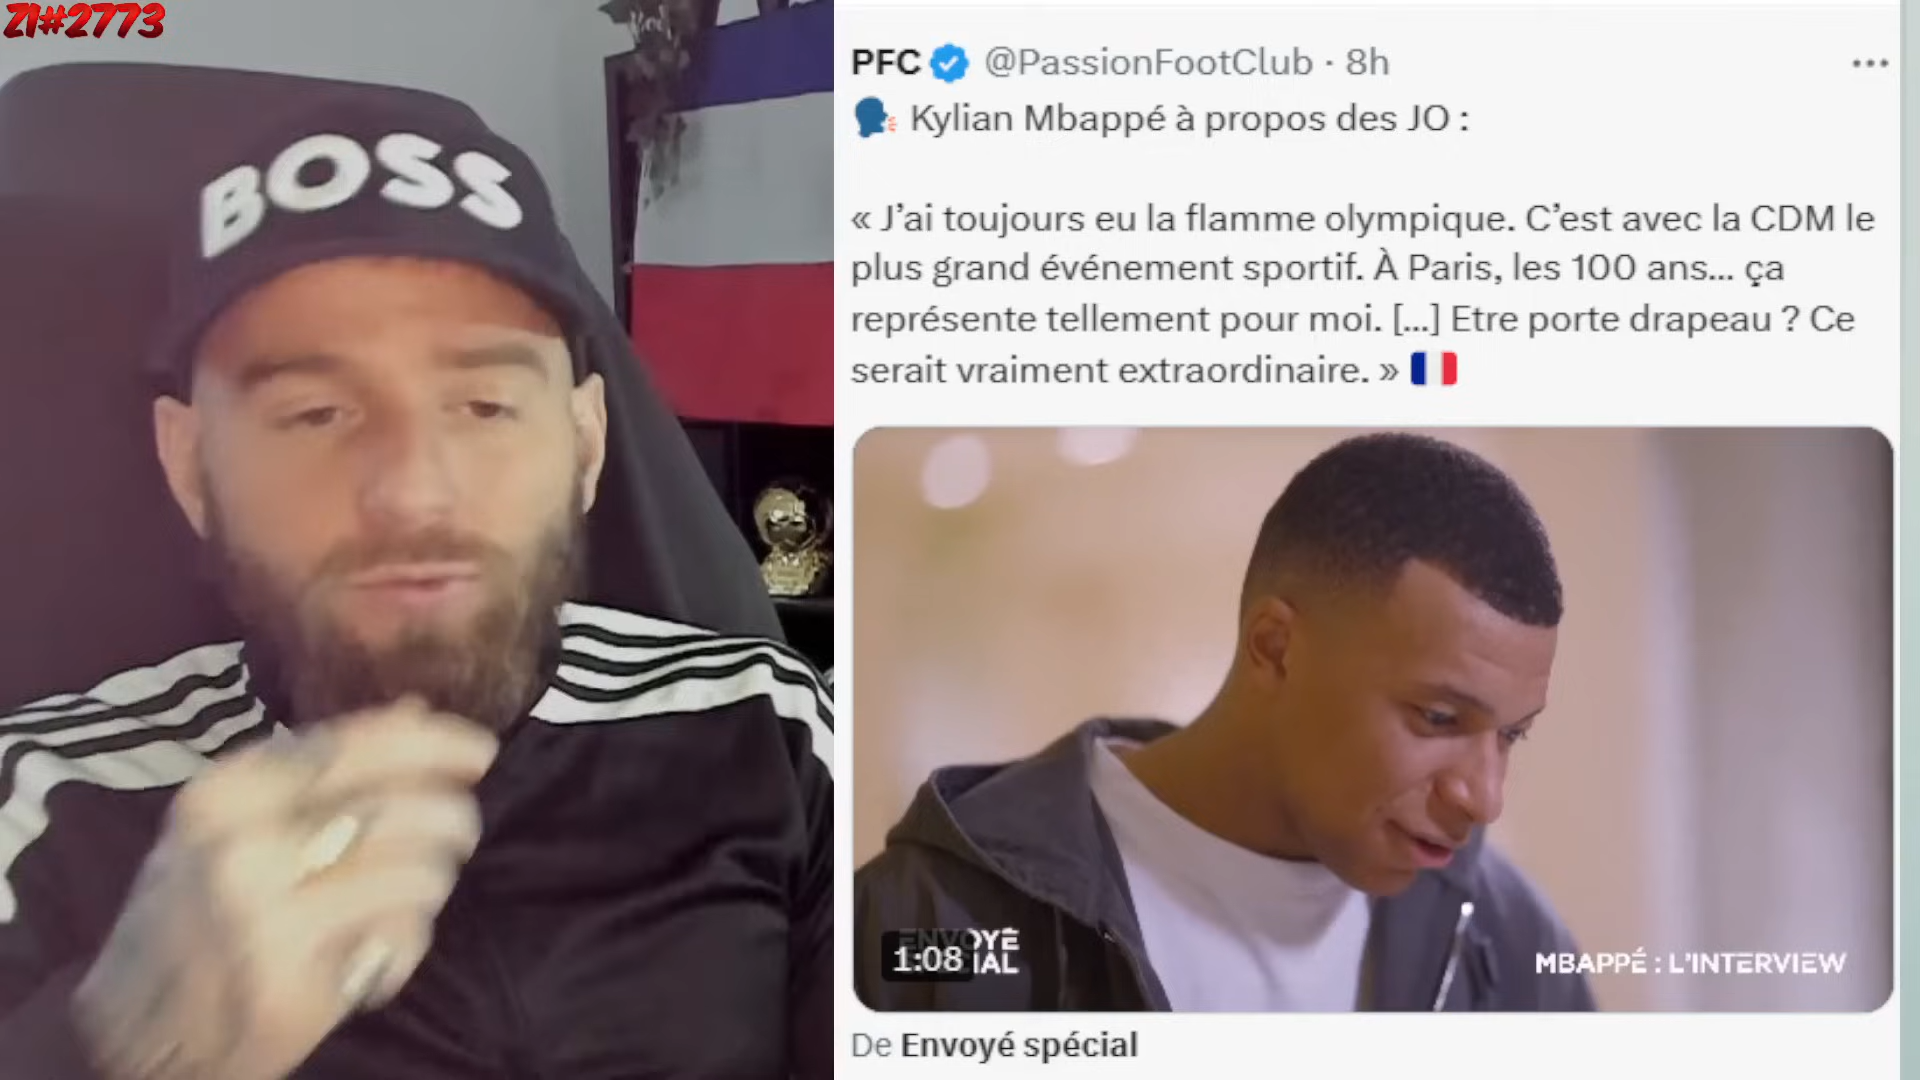 ZI#2773
BOSS
PFC @PassionFootClub · 8h
Kylian Mbappé à propos des JO :
« J’ai toujours eu la flamme olympique. C’est avec la CDM le
plus grand événement sportif. À Paris, les 100 ans... ça
représente tellement pour moi. [...] Etre porte drapeau ? Ce
serait vraiment extraordinaire. »
1:08
MBAPPÉ : L'INTERVIEW
De Envoyé spécial